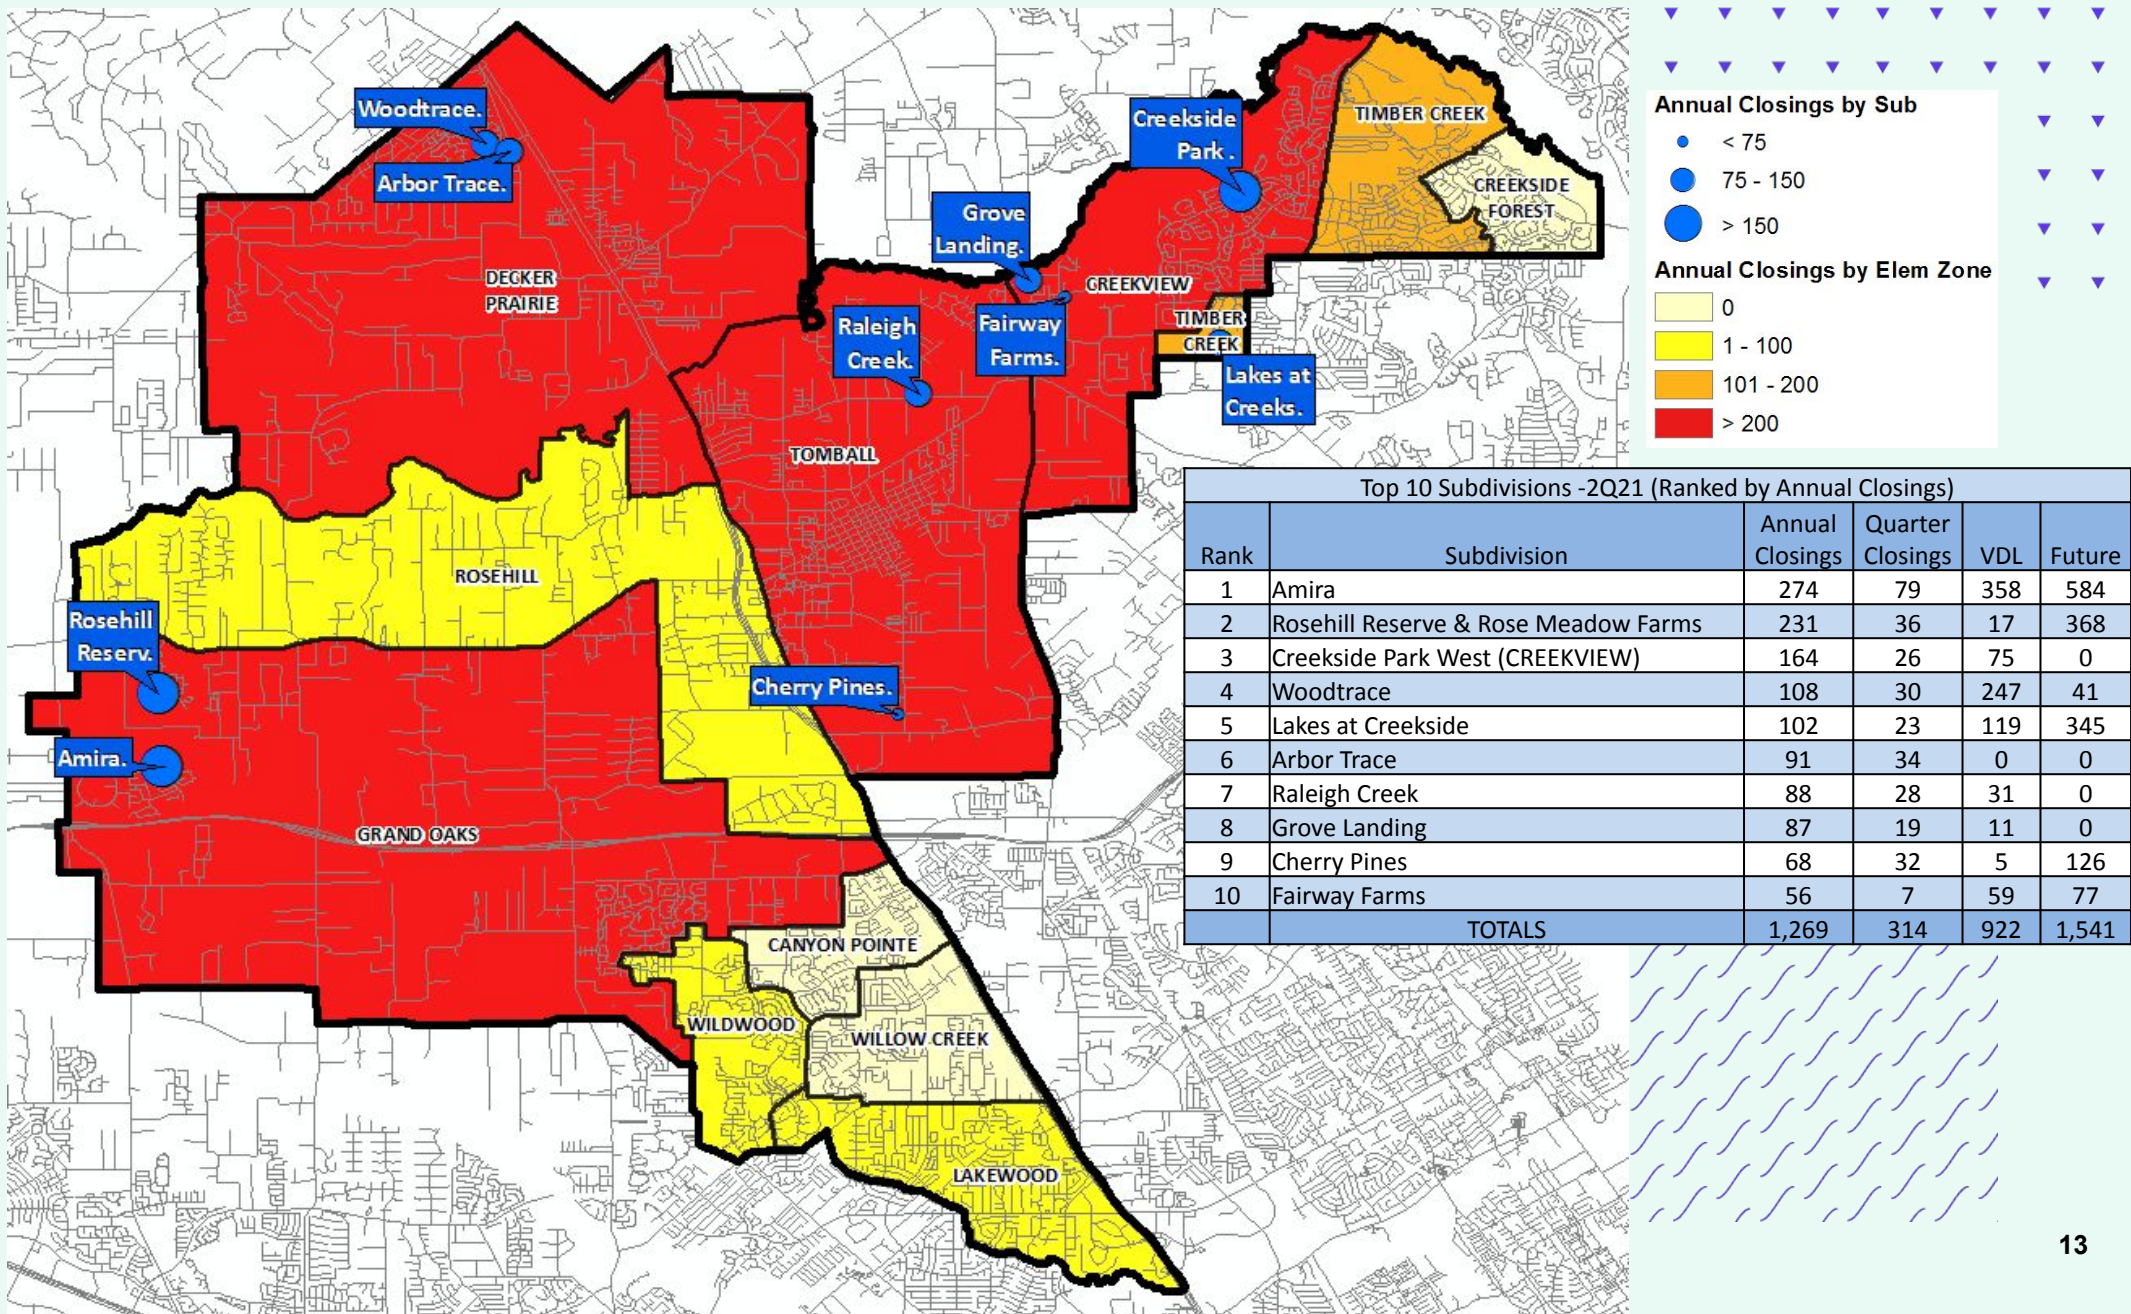 Woodtrace.
Arbor Trace.
Creekside
Park .
TIMBER CREEK
CREEKSIDE
FOREST
Grove
Landing.
DECKER
PRAIRIE
CREEKVIEW
Raleigh
Creek.
Fairway
Farms.
TIMBER
CREEK
Lakes at
Creeks.
TOMBALL
ROSEHILL
Rosehill
Reserv.
Cherry Pines.
Amira.
GRAND OAKS
CANYON POINTE
WILDWOOD
WILLOW CREEK
LAKEWOOD
Annual Closings by Sub
< 75
75 - 150
> 150
Annual Closings by Elem Zone
0
1 - 100
101 - 200
> 200
Top 10 Subdivisions -2Q21 (Ranked by Annual Closings)
Rank Subdivision Annual Closings Quarter Closings VDL Future
1 Amira 274 79 358 584
2 Rosehill Reserve & Rose Meadow Farms 231 36 17 368
3 Creekside Park West (CREEKVIEW) 164 26 75 0
4 Woodtrace 108 30 247 41
5 Lakes at Creekside 102 23 119 345
6 Arbor Trace 91 34 0 0
7 Raleigh Creek 88 28 31 0
8 Grove Landing 87 19 11 0
9 Cherry Pines 68 32 5 126
10 Fairway Farms 56 7 59 77
TOTALS 1,269 314 922 1,541
13